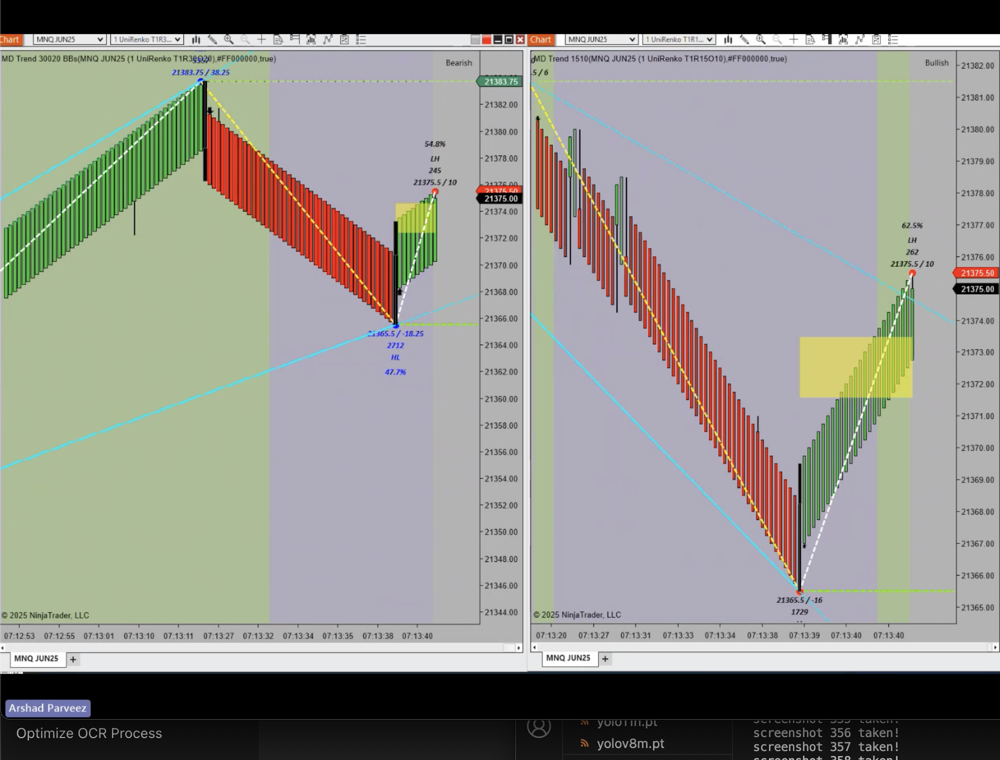 Chart
MNQ JUN25
1 UniRenko T1R3...
Chart
MNQ JUN25
1 UniRenko T1R1...
MD Trend 30020 BBs(MNQ JUN25 (1 UniRenko T1R30O20),#FF000000,true)
Bearish
21383.75 / 38.25
21383.75
21382.00
21380.00
21378.00
21375.50
21375.00
21374.00
21372.00
21370.00
21368.00
21366.00
21364.00
21362.00
21360.00
21358.00
21356.00
21354.00
21352.00
21350.00
21348.00
21346.00
21344.00
54.8%
LH
245
21375.5 / 10
21365.5 / -18.25
2712
HL
47.7%
© 2025 NinjaTrader, LLC
07:12:53
07:12:55
07:13:01
07:13:10
07:13:11
07:13:27
07:13:32
07:13:34
07:13:36
07:13:38
07:13:40
MNQ JUN25
+
MD Trend 1510(MNQ JUN25 (1 UniRenko T1R15O10),#FF000000,true)
Bullish
.5 / 6
21382.00
21381.00
21380.00
21379.00
21378.00
21377.00
21376.00
21375.50
21375.00
21374.00
21373.00
21372.00
21371.00
21370.00
21369.00
21368.00
21367.00
21366.00
21365.00
62.5%
LH
262
21375.5 / 10
21365.5 / -16
1729
© 2025 NinjaTrader, LLC
07:13:20
07:13:27
07:13:31
07:13:33
07:13:38
07:13:39
07:13:40
07:13:40
MNQ JUN25
+
Arshad Parveez
Optimize OCR Process
yolo11n.pt
yolov8m.pt
screenshot 355 taken!
screenshot 356 taken!
screenshot 357 taken!
screenshot 358 taken!